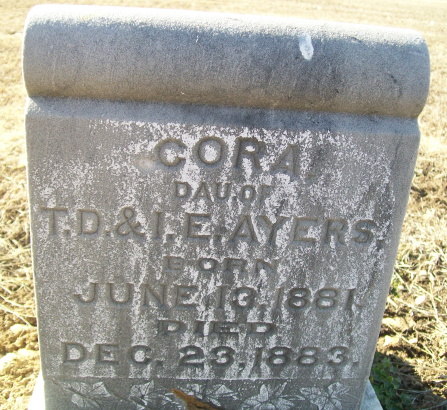 CORA
DAU. OF
T. D. & I. E. AYERS.
BORN
JUNE 13, 1881.
DIED
DEC. 23, 1883.